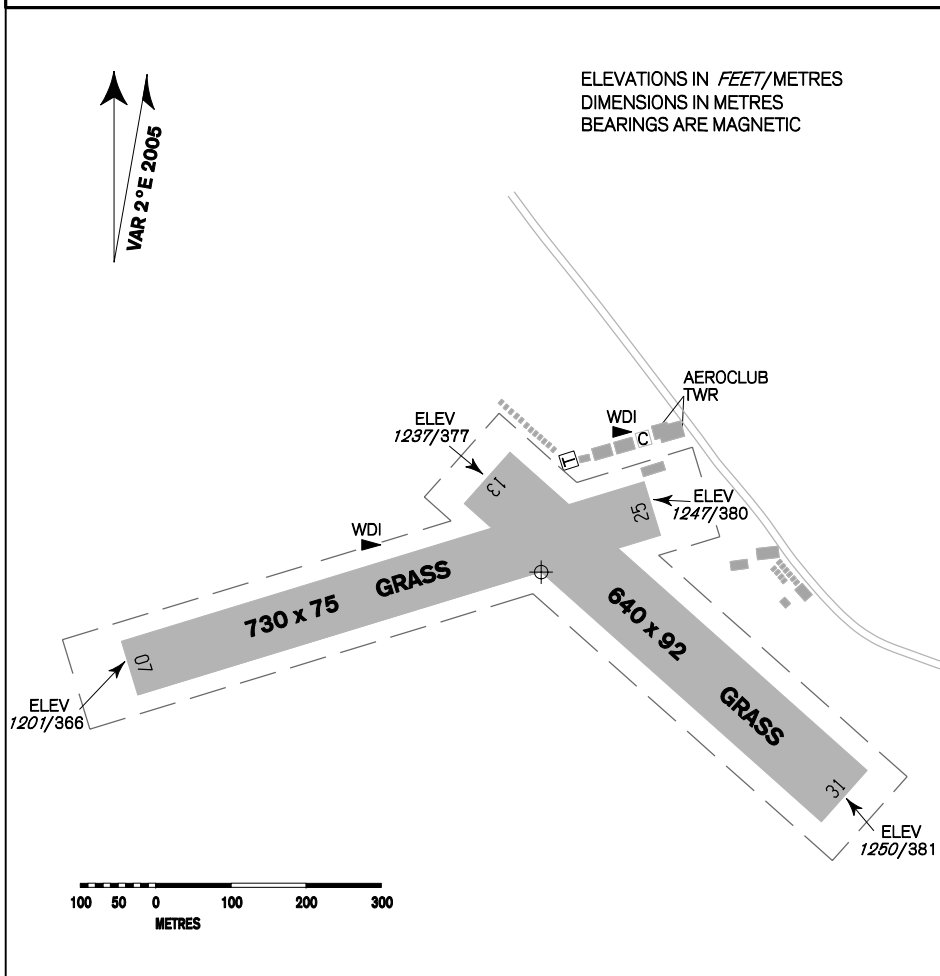 ELEVATIONS IN FEET/METRES
DIMENSIONS IN METRES
BEARINGS ARE MAGNETIC
VAR 2°E 2005
AEROCLUB
TWR
WDI
C
T
ELEV
1237/377
13
ELEV
1247/380
25
WDI
GRASS
730 x 75
640 x 92
GRASS
07
ELEV
1201/366
31
ELEV
1250/381
100 50 0 100 200 300
METRES